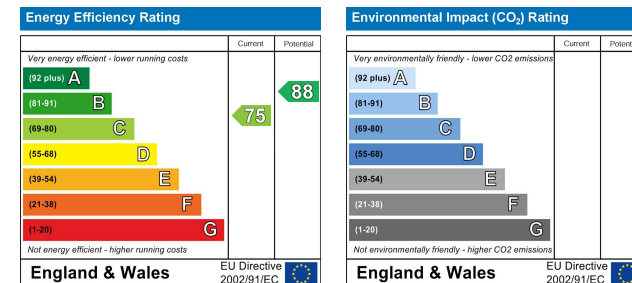 Energy Efficiency Rating
Current Potential
Very energy efficient - lower running costs
(92 plus) A
(81-91) B
88
(69-80) C
75
(55-68) D
(39-54) E
(21-38) F
(1-20) G
Not energy efficient - higher running costs
England & Wales
EU Directive
2002/91/EC
Environmental Impact (CO₂) Rating
Current Potent
Very environmentally friendly - lower CO2 emissions
(92 plus) A
(81-91) B
(69-80) C
(55-68) D
(39-54) E
(21-38) F
(1-20) G
Not environmentally friendly - higher CO2 emissions
England & Wales
EU Directive
2002/91/EC